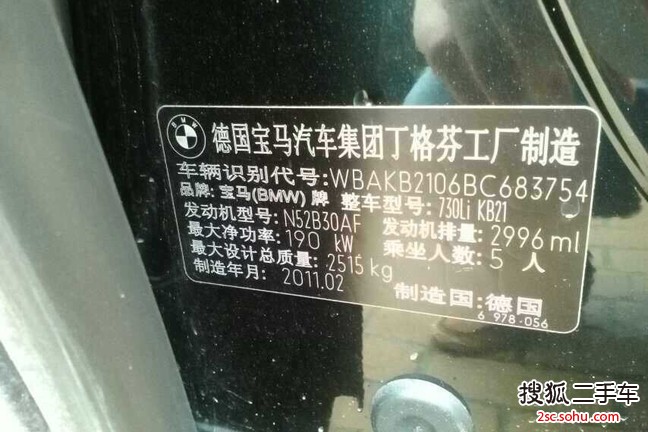 BMW
德国宝马汽车集团丁格芬工厂制造
车辆识别代号:WBAKB2106BC683754
品牌:宝马(BMW)牌 整车型号:730Li KB21
发动机型号:N52B30AF 发动机排量:2996ml
最大净功率:190 kW 乘坐人数:5 人
最大设计总质量:2515kg
制造年月:2011.02 制造国:德国
6 978 056
搜狐二手车
2sc.sohu.com